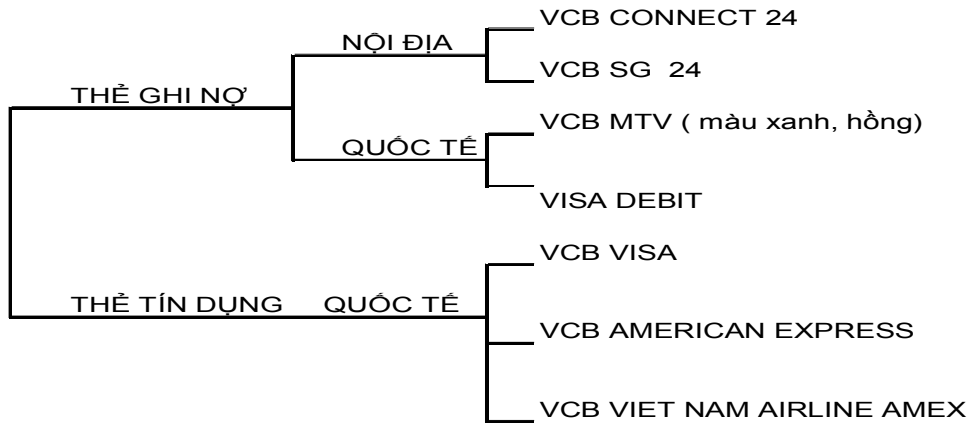 VCB CONNECT 24
NỘI ĐỊA
VCB SG 24
THẺ GHI NỢ
VCB MTV ( màu xanh, hồng)
QUỐC TẾ
VISA DEBIT
VCB VISA
THẺ TÍN DỤNG QUỐC TẾ
VCB AMERICAN EXPRESS
VCB VIET NAM AIRLINE AMEX